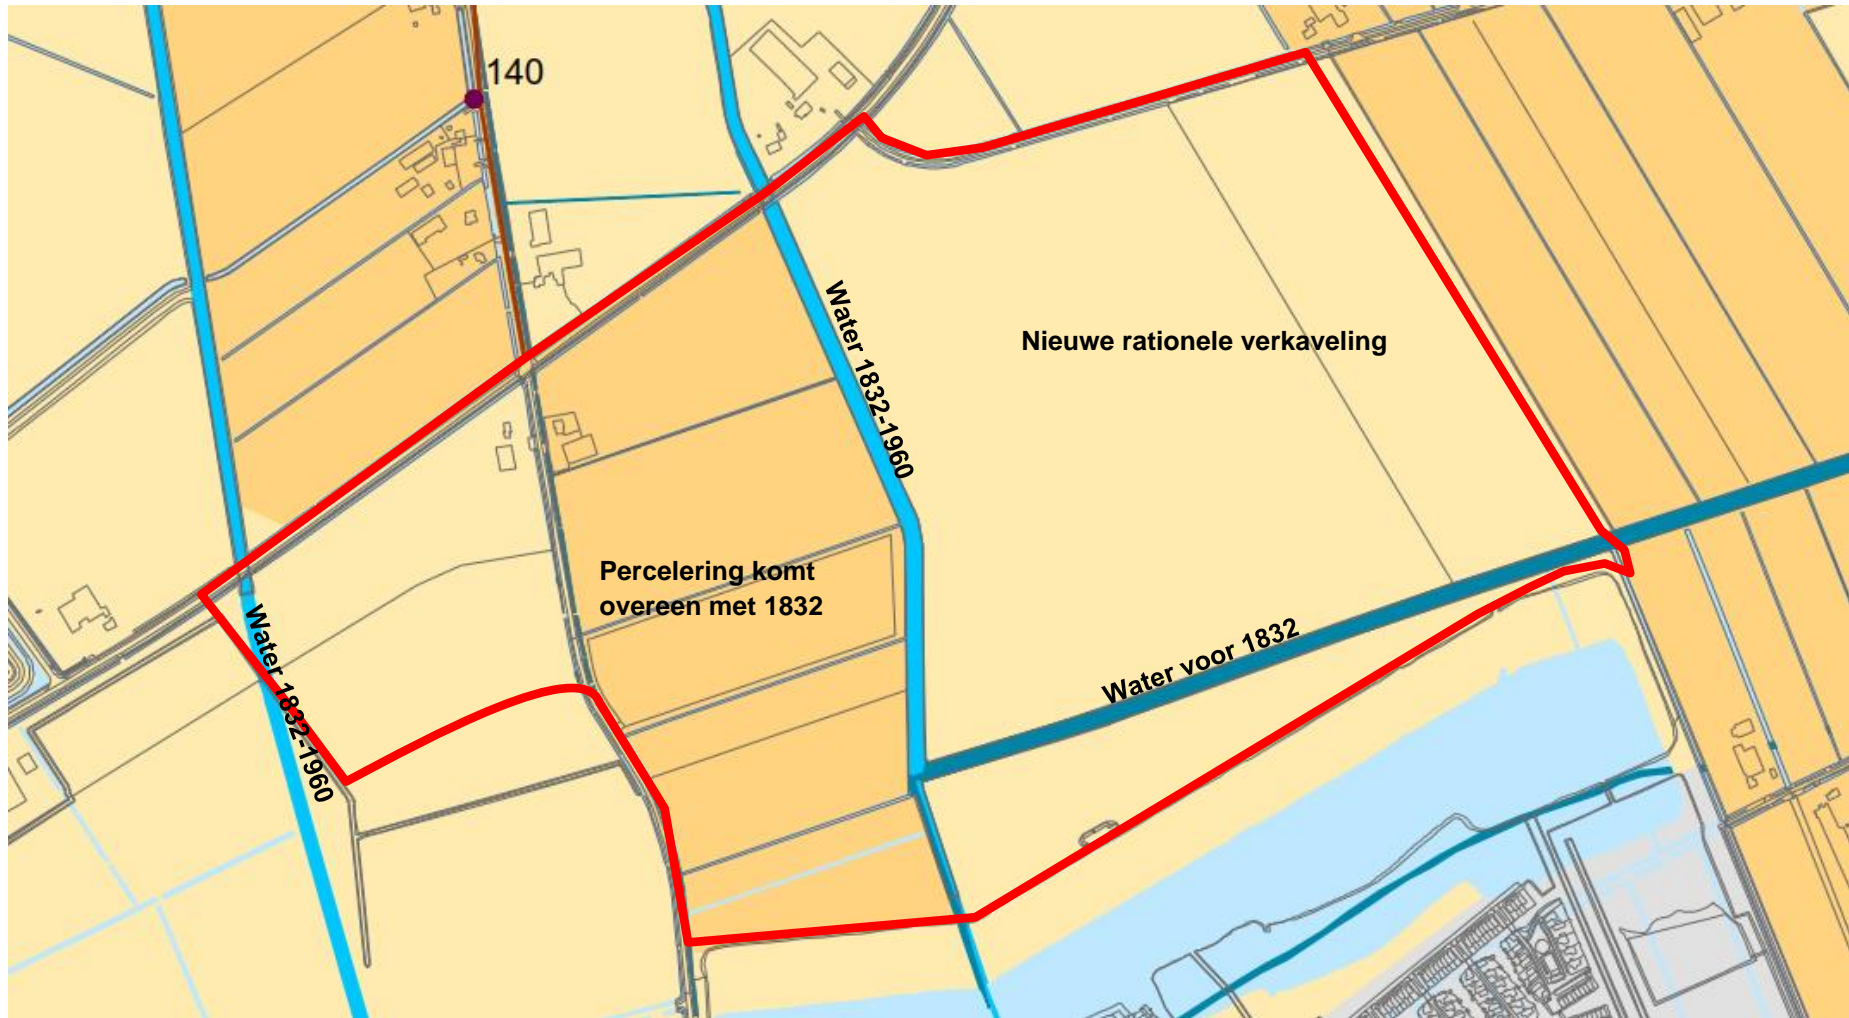 140
Water 1832-1960
Nieuwe rationele verkaveling
Percelering komt
overeen met 1832
Water 1832-1960
Water voor 1832